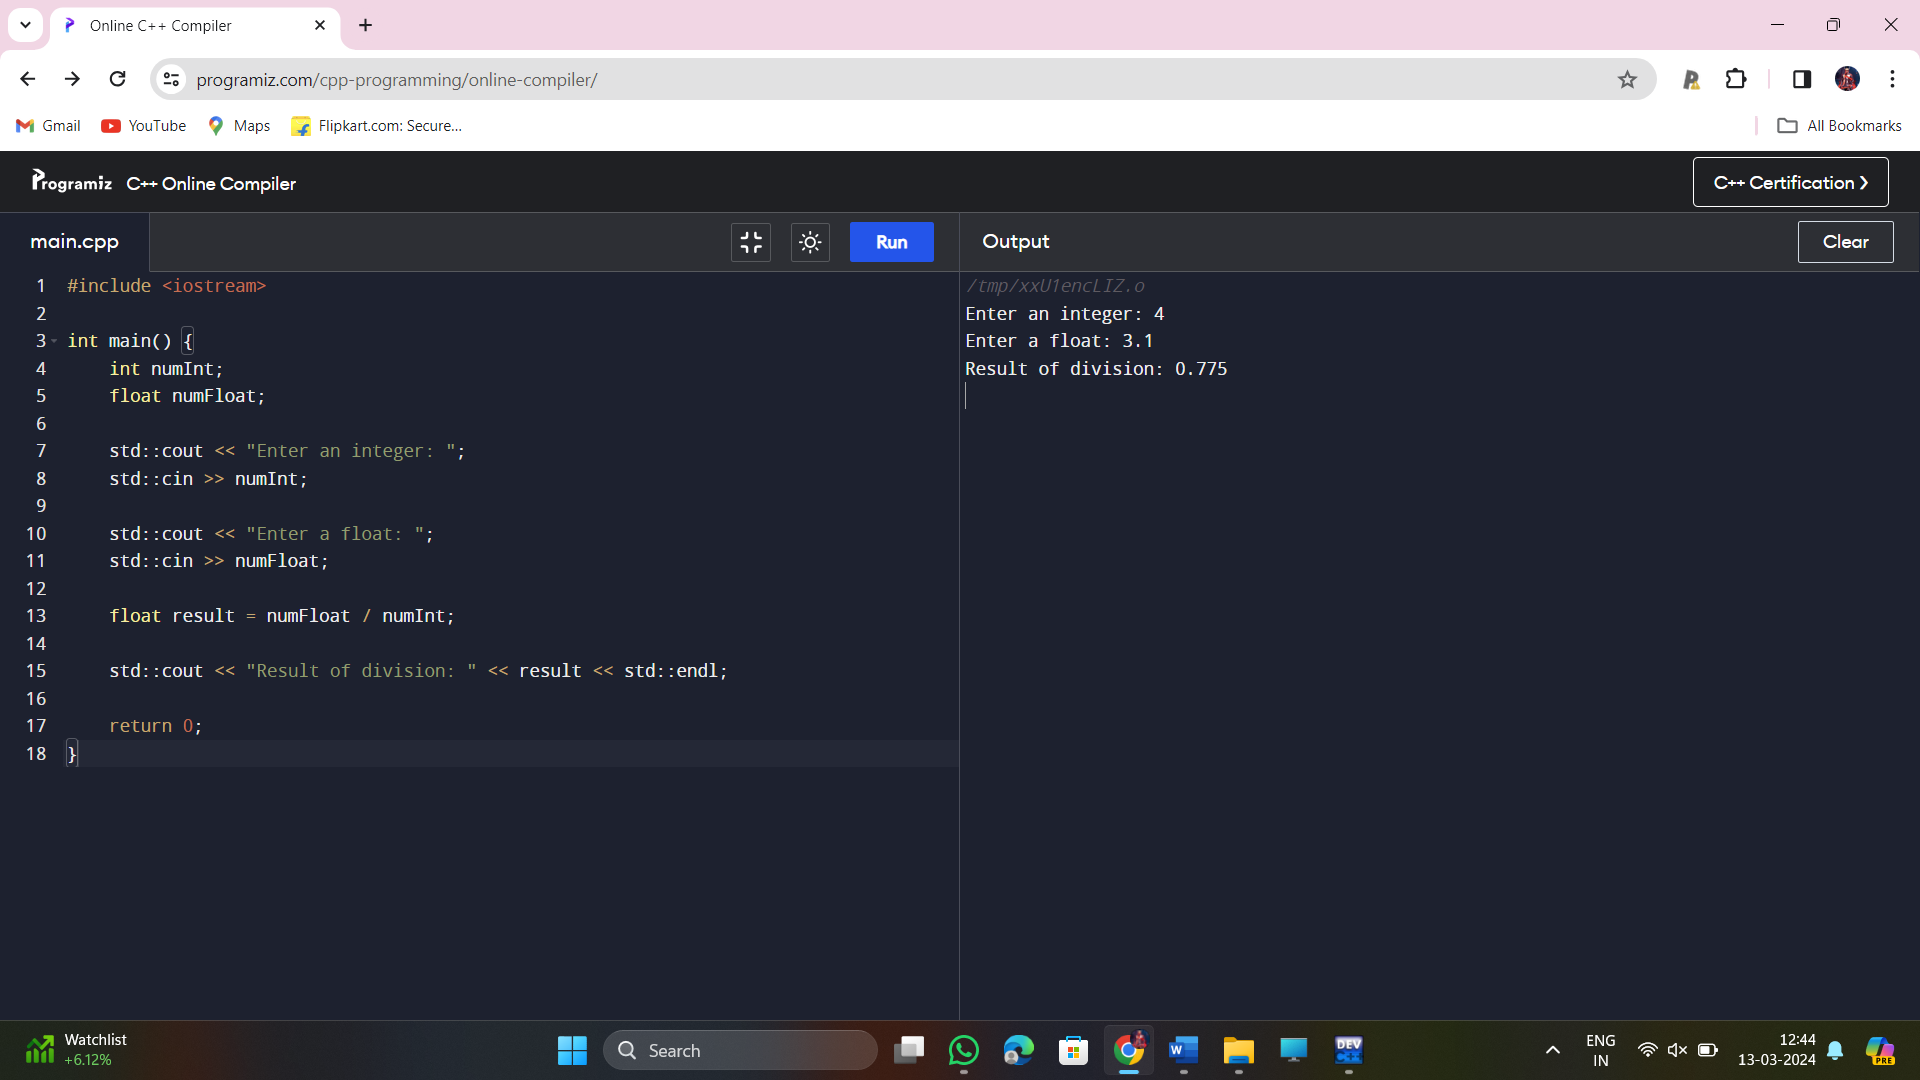 Online C++ Compiler
programiz.com/cpp-programming/online-compiler/
Gmail YouTube Maps Flipkart.com: Secure... All Bookmarks
Programiz C++ Online Compiler C++ Certification ❯
main.cpp Run Output Clear
1 #include <iostream>
2
3 int main() {
4 int numInt;
5 float numFloat;
6
7 std::cout << "Enter an integer: ";
8 std::cin >> numInt;
9
10 std::cout << "Enter a float: ";
11 std::cin >> numFloat;
12
13 float result = numFloat / numInt;
14
15 std::cout << "Result of division: " << result << std::endl;
16
17 return 0;
18 }
/tmp/xxU1encLIZ.o
Enter an integer: 4
Enter a float: 3.1
Result of division: 0.775
Watchlist
+6.12%
Search
W
DEV
C++
ENG
IN
12:44
13-03-2024
PRE